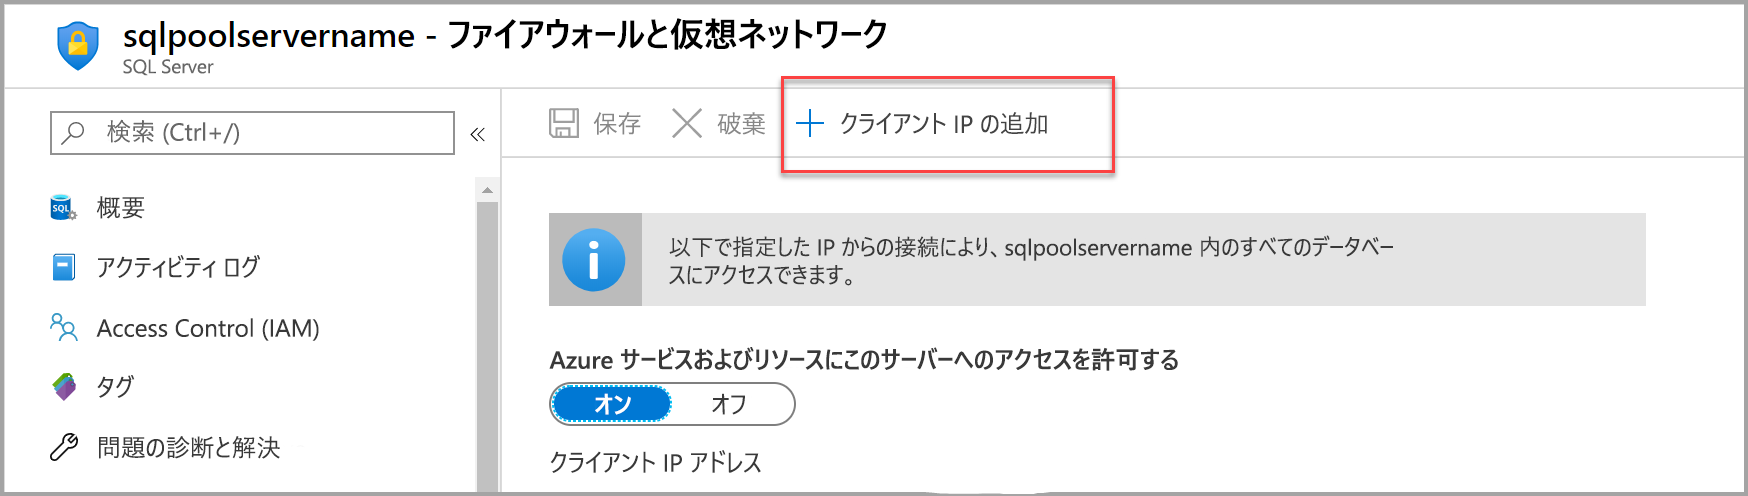 sqlpoolservername - ファイアウォールと仮想ネットワーク
SQL Server
検索 (Ctrl+/)
«
保存
破棄
クライアント IP の追加
SQL
概要
アクティビティ ログ
Access Control (IAM)
タグ
問題の診断と解決
以下で指定した IP からの接続により、sqlpoolservername 内のすべてのデータベー
スにアクセスできます。
Azure サービスおよびリソースにこのサーバーへのアクセスを許可する
オン
オフ
クライアント IP アドレス